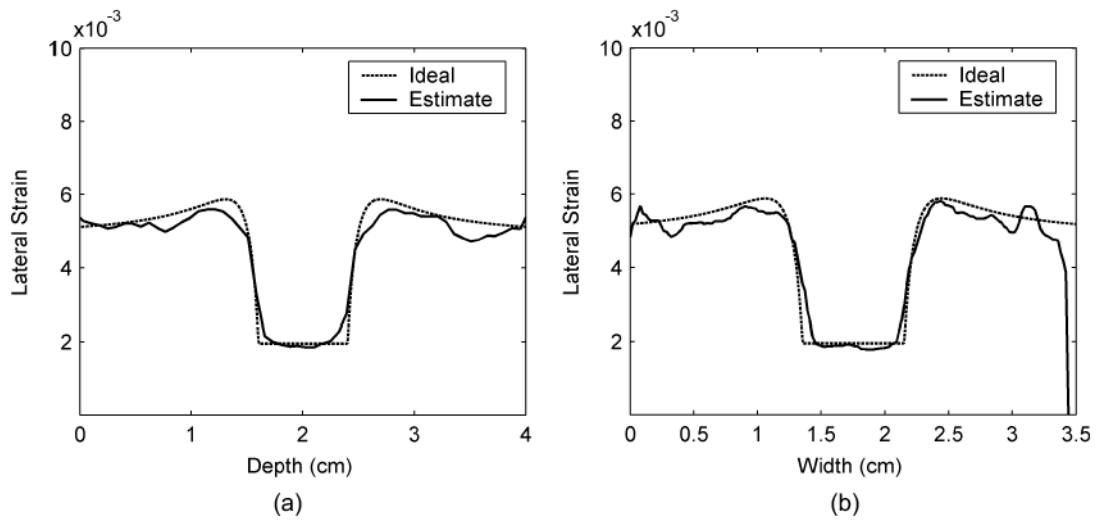 x10⁻³
10
8
6
4
2
Lateral Strain
Ideal
Estimate
0
1
2
3
4
Depth (cm)
(a)
x10⁻³
10
8
6
4
2
Lateral Strain
Ideal
Estimate
0
0.5
1
1.5
2
2.5
3
3.5
Width (cm)
(b)